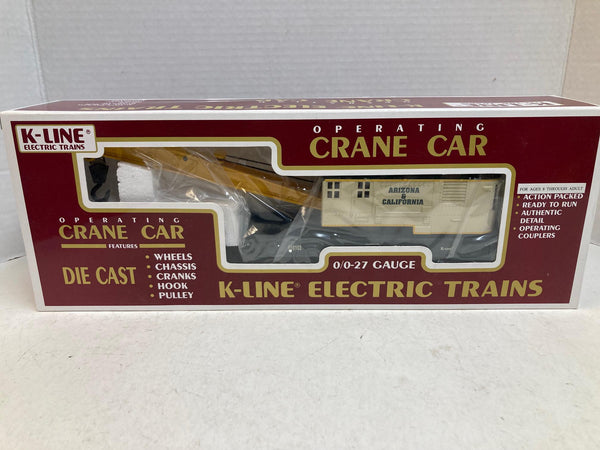 K-LINE®
ELECTRIC TRAINS
OPERATING
CRANE CAR
ARIZONA
&
CALIFORNIA
FOR AGES 8 THROUGH ADULT
• ACTION PACKED
• READY TO RUN
• AUTHENTIC
DETAIL
• OPERATING
COUPLERS
OPERATING
CRANE CAR
FEATURES
DIE CAST
• WHEELS
• CHASSIS
• CRANKS
• HOOK
• PULLEY
0/0-27 GAUGE
K-LINE® ELECTRIC TRAINS